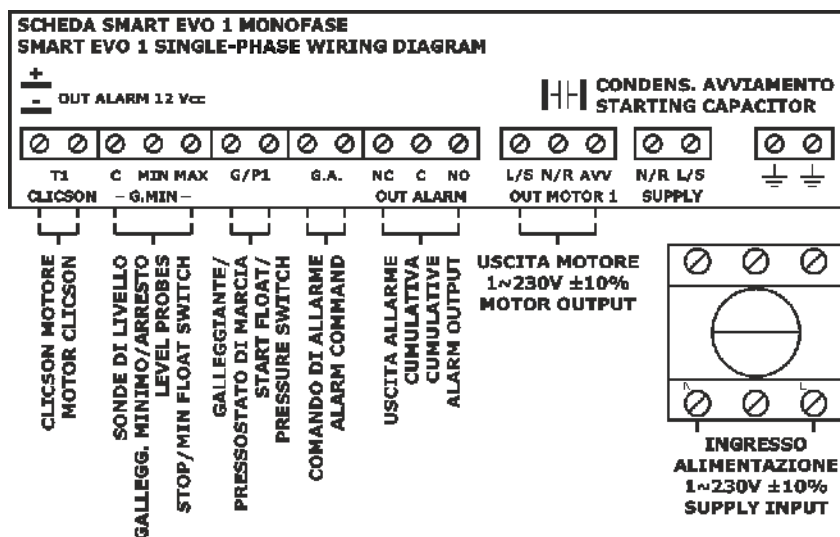 SCHEDA SMART EVO 1 MONOFASE
SMART EVO 1 SINGLE-PHASE WIRING DIAGRAM
+
- OUT ALARM 12 Vcc
CONDENS. AVVIAMENTO
STARTING CAPACITOR
T1 C MIN MAX G/P1 G.A. NC C NO L/S N/R AVV N/R L/S
CLICSON – G.MIN – OUT ALARM OUT MOTOR 1 SUPPLY
CLICSON MOTORE
MOTOR CLICSON
SONDE DI LIVELLO
GALLEGG. MINIMO/ARRESTO
LEVEL PROBES
STOP/MIN FLOAT SWITCH
GALLEGGIANTE/
PRESSOSTATO DI MARCIA
START FLOAT/
PRESSURE SWITCH
COMANDO DI ALLARME
ALARM COMMAND
USCITA ALLARME
CUMULATIVA
CUMULATIVE
ALARM OUTPUT
USCITA MOTORE
1~230V ±10%
MOTOR OUTPUT
N L
INGRESSO
ALIMENTAZIONE
1~230V ±10%
SUPPLY INPUT